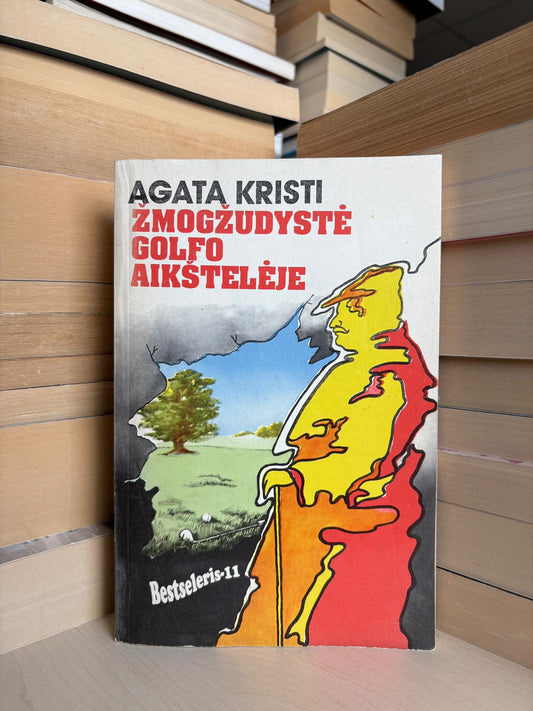 AGATA KRISTI
ŽMOGŽUDYSTĖ
GOLFO
AIKŠTELĖJE
Bestseleris-11